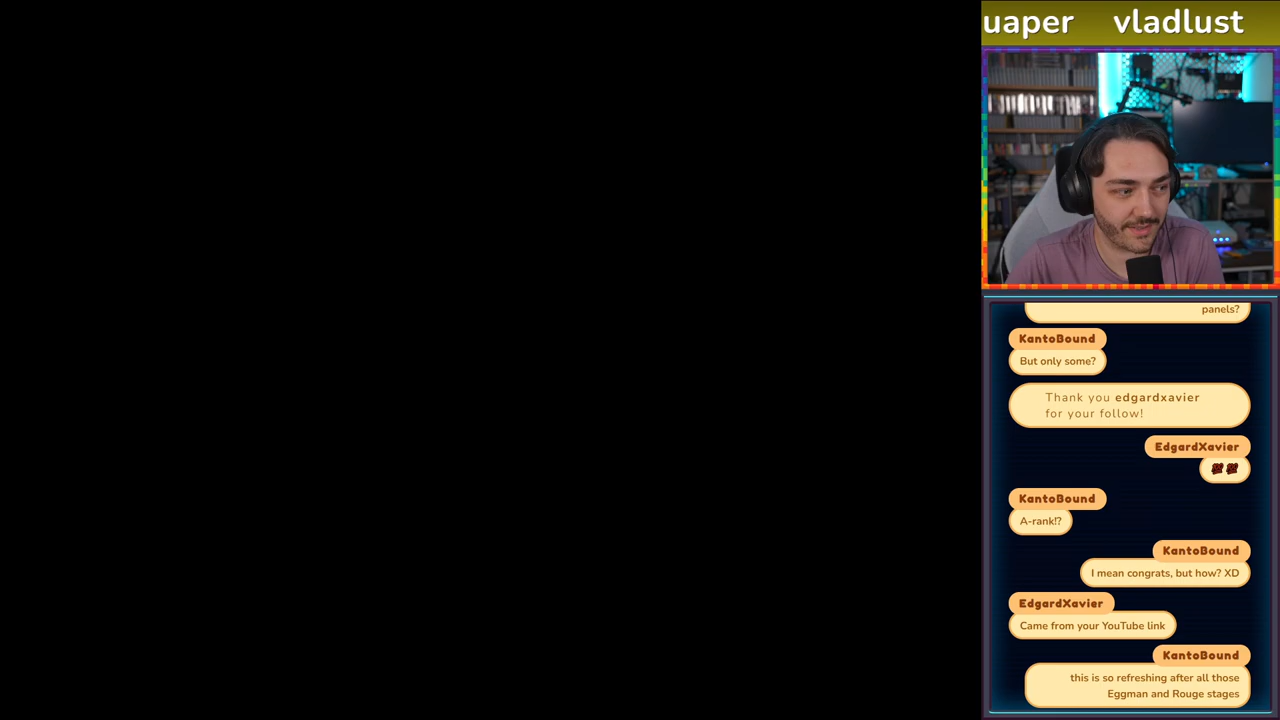 uaper vladlust
panels?
KantoBound
But only some?
Thank you edgardxavier
for your follow!
EdgardXavier
KantoBound
A-rank!?
KantoBound
I mean congrats, but how? XD
EdgardXavier
Came from your YouTube link
KantoBound
this is so refreshing after all those
Eggman and Rouge stages